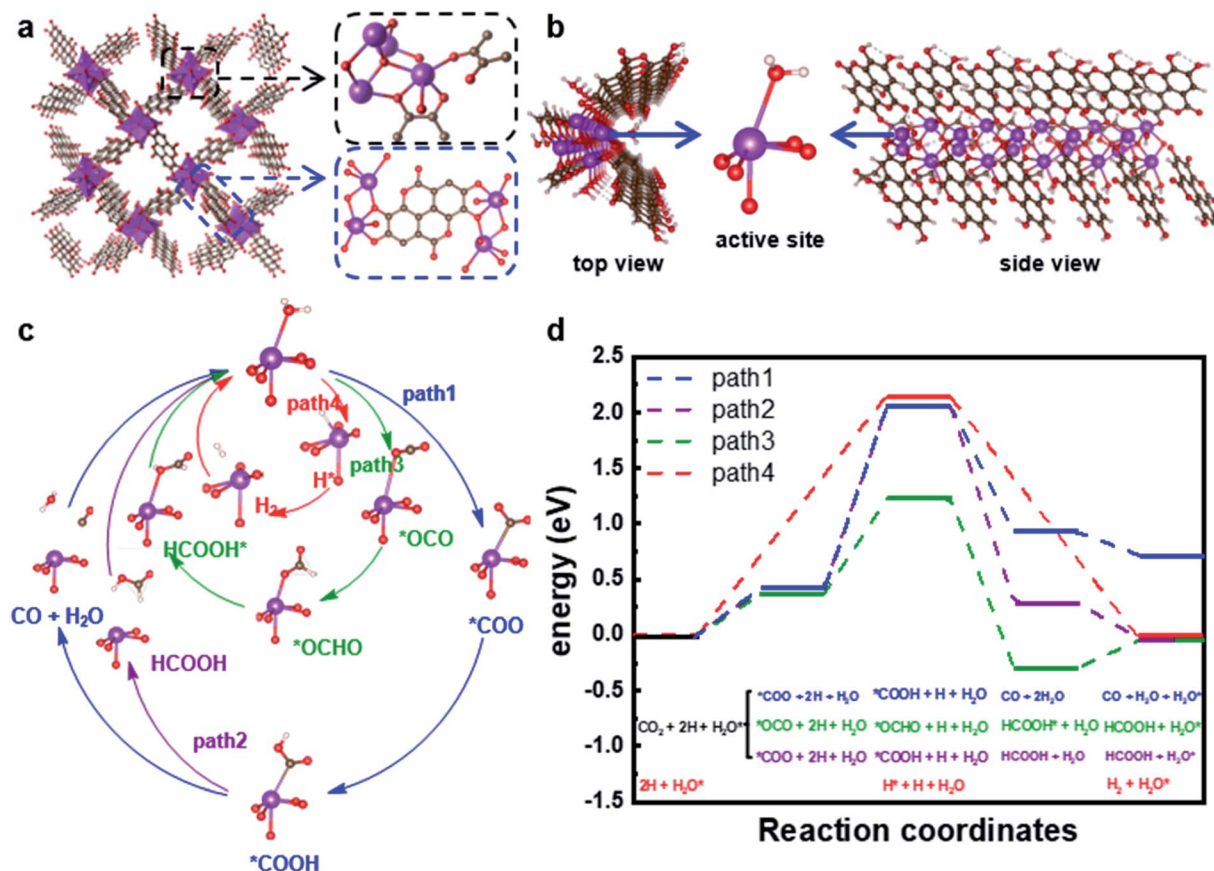 a
b
top view
active site
side view
c
path1
path4
path3
H*
H₂
*OCO
HCOOH*
*OCHO
CO + H₂O
*COO
HCOOH
path2
*COOH
d
energy (eV)
2.5
2.0
1.5
1.0
0.5
0.0
-0.5
-1.0
-1.5
path1
path2
path3
path4
*COO + 2H + H₂O *COOH + H + H₂O CO + 2H₂O CO + H₂O + H₂O*
CO₂ + 2H + H₂O* *OCO + 2H + H₂O *OCHO + H + H₂O HCOOH* + H₂O HCOOH + H₂O*
*COO + 2H + H₂O *COOH + H + H₂O HCOOH + H₂O HCOOH + H₂O*
2H + H₂O* H* + H + H₂O H₂ + H₂O*
Reaction coordinates